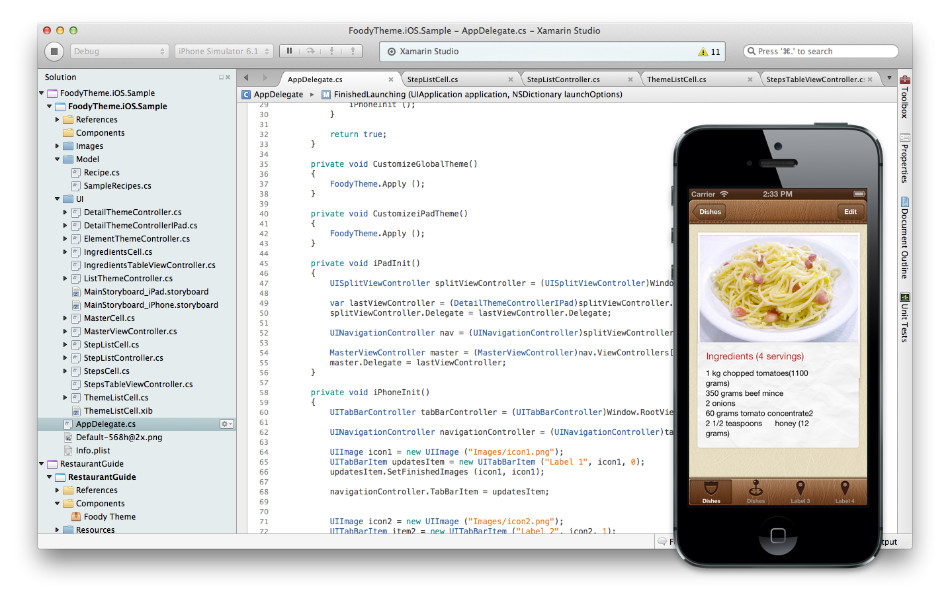 FoodyTheme.iOS.Sample – AppDelegate.cs – Xamarin Studio
Debug
iPhone Simulator 6.1
Xamarin Studio
11
Press '⌘.' to search
Solution
FoodyTheme.iOS.Sample
FoodyTheme.iOS.Sample
References
Components
Images
Model
Recipe.cs
SampleRecipes.cs
UI
DetailThemeController.cs
DetailThemeControllerIPad.cs
ElementThemeController.cs
IngredientsCell.cs
IngredientsTableViewController.cs
ListThemeController.cs
MainStoryboard_iPad.storyboard
MainStoryboard_iPhone.storyboard
MasterCell.cs
MasterViewController.cs
StepListCell.cs
StepListController.cs
StepsCell.cs
StepsTableViewController.cs
ThemeListCell.cs
ThemeListCell.xib
AppDelegate.cs
Default-568h@2x.png
Info.plist
RestaurantGuide
RestaurantGuide
References
Components
Foody Theme
Resources
AppDelegate.cs
StepListCell.cs
StepListController.cs
ThemeListCell.cs
StepsTableViewController.cs
AppDelegate
FinishedLaunching (UIApplication application, NSDictionary launchOptions)
29 iPhoneInit ();
30 }
31
32 return true;
33 }
34
35 private void CustomizeGlobalTheme()
36 {
37 FoodyTheme.Apply ();
38 }
39
40 private void CustomizeiPadTheme()
41 {
42 FoodyTheme.Apply ();
43 }
44
45 private void iPadInit()
46 {
47 UISplitViewController splitViewController = (UISplitViewController)Window
48
49 var lastViewController = (DetailThemeControllerIPad)splitViewController.
50 splitViewController.Delegate = lastViewController;
51
52 UINavigationController nav = (UINavigationController)splitViewController
53
54 MasterViewController master = (MasterViewController)nav.ViewControllers[
55 master.Delegate = lastViewController;
56 }
57
58 private void iPhoneInit()
59 {
60 UITabBarController tabBarController = (UITabBarController)Window.RootView
61
62 UINavigationController navigationController = (UINavigationController)ta
63
64 UIImage icon1 = new UIImage ("Images/icon1.png");
65 UITabBarItem updatesItem = new UITabBarItem ("Label 1", icon1, 0);
66 updatesItem.SetFinishedImages (icon1, icon1);
67
68 navigationController.TabBarItem = updatesItem;
69
70
71 UIImage icon2 = new UIImage ("Images/icon2.png");
72 UITabBarItem item2 = new UITabBarItem ("Label 2", icon2, 1);
Toolbox
Properties
Document Outline
Unit Tests
Carrier
2:33 PM
Dishes
Edit
Ingredients (4 servings)
1 kg chopped tomatoes(1100
grams)
350 grams beef mince
2 onions
60 grams tomato concentrate2
2 1/2 teaspoons honey (12
grams)
Dishes
Dishes
Label 3
Label 4